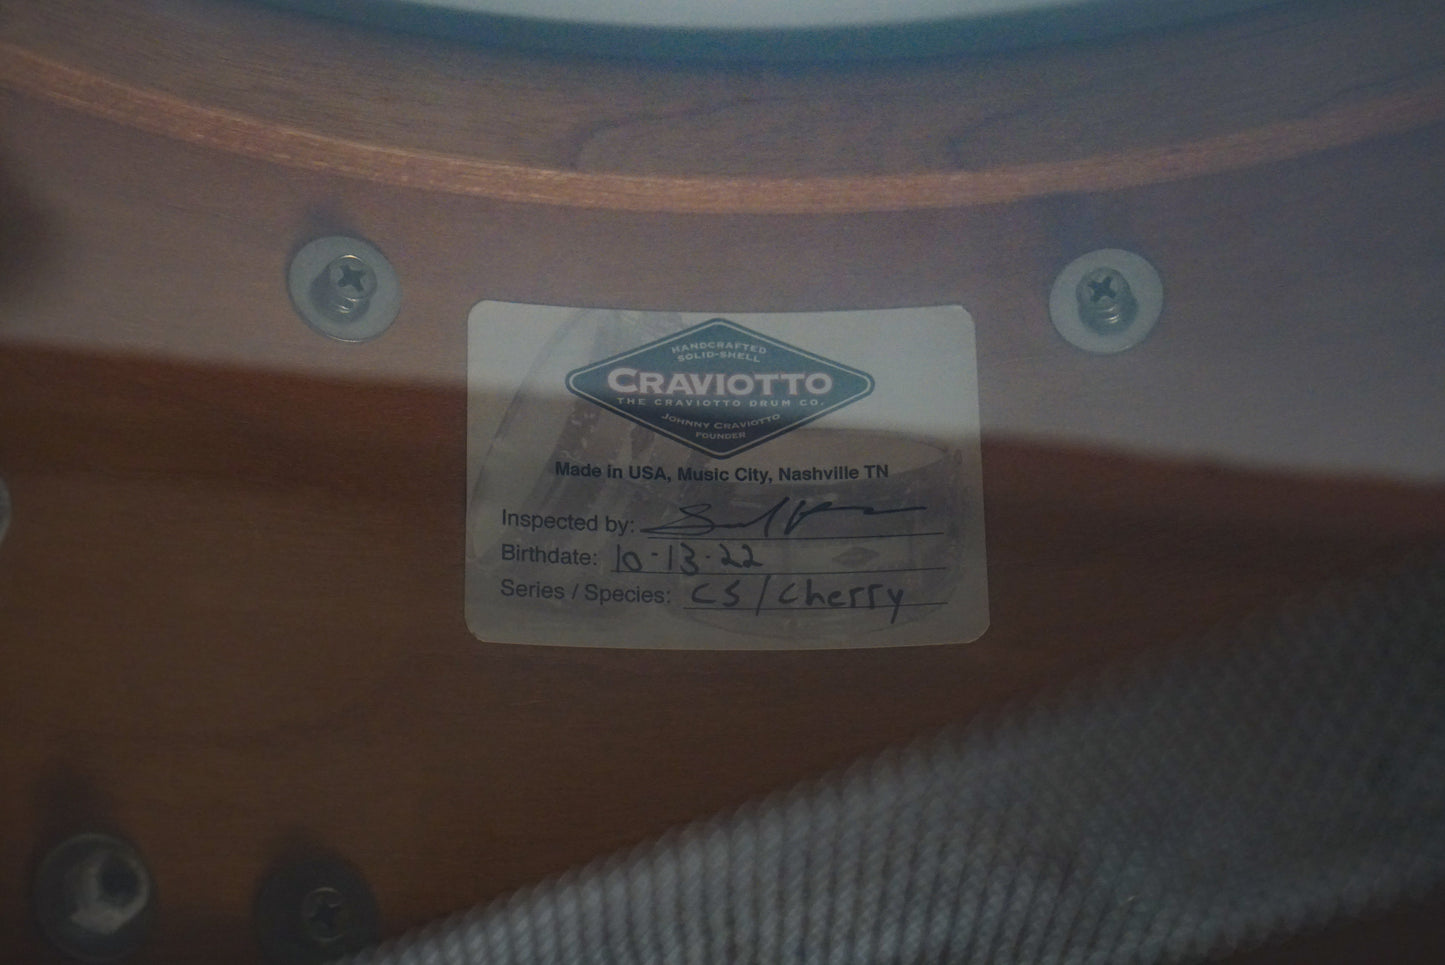 HANDCRAFTED
SOLID-SHELL
CRAVIOTTO
THE CRAVIOTTO DRUM CO.
JOHNNY CRAVIOTTO
FOUNDER
Made in USA, Music City, Nashville TN
Inspected by:
Birthdate: 10-13-22
Series / Species: CS/Cherry